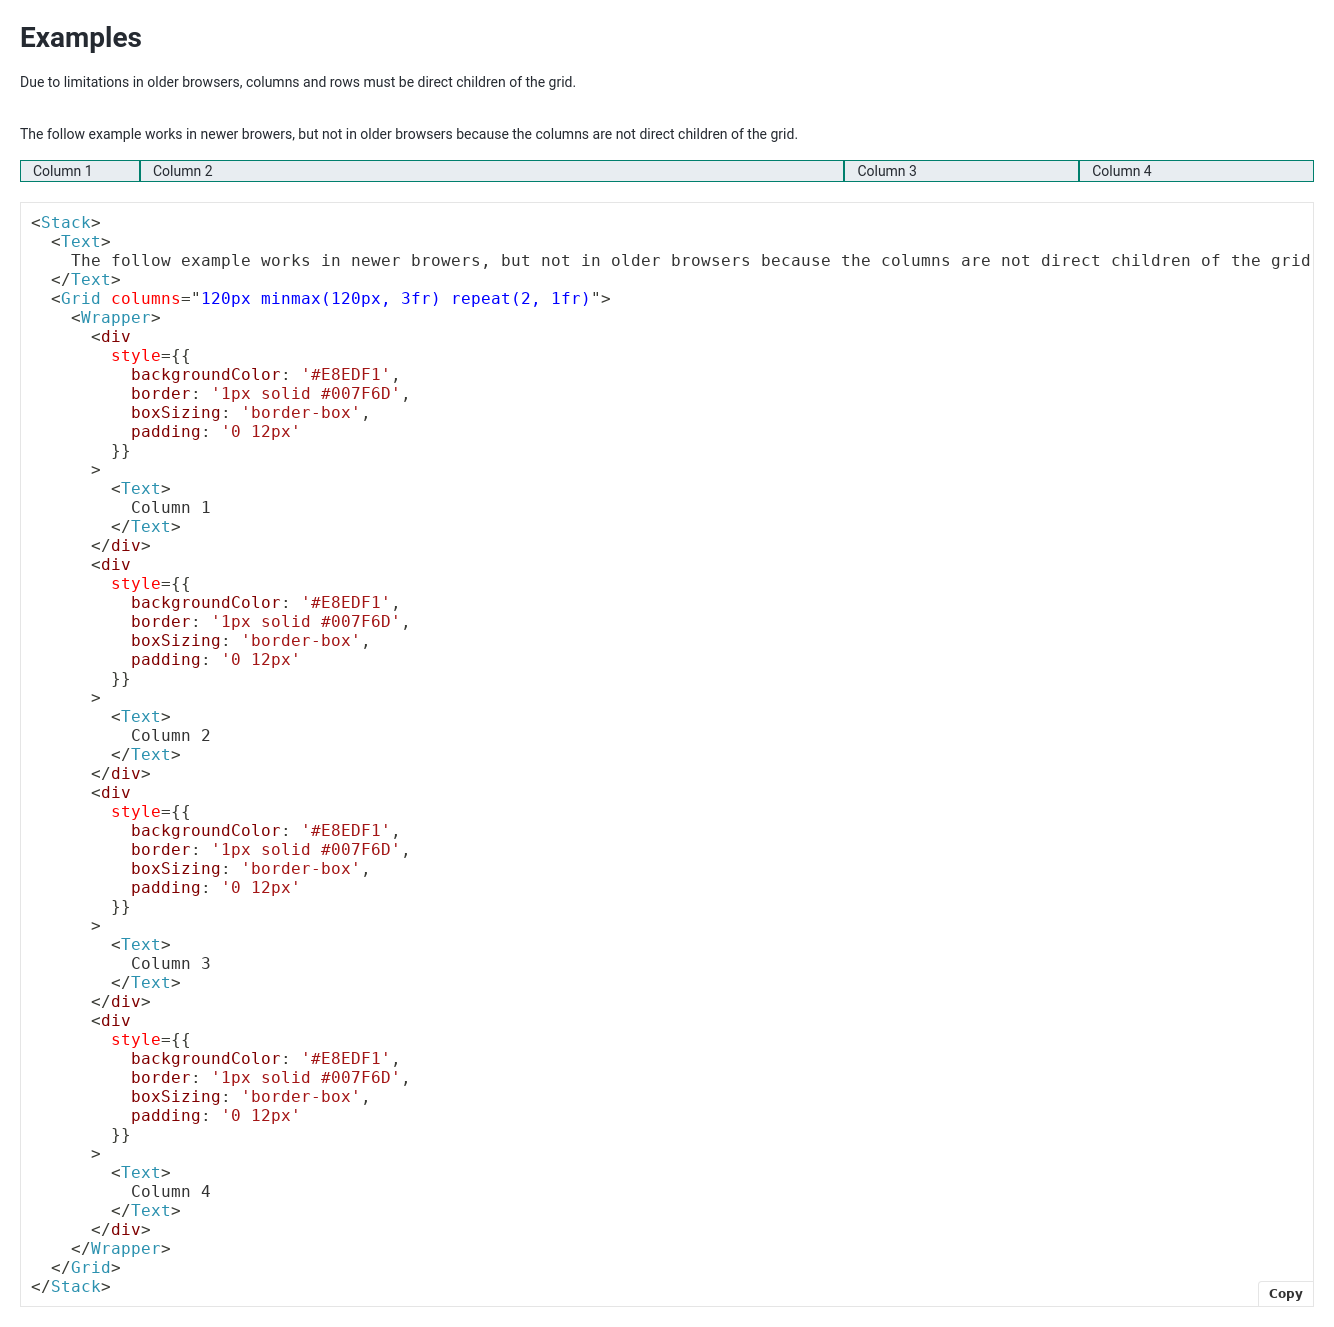 Examples
Due to limitations in older browsers, columns and rows must be direct children of the grid.
The follow example works in newer browers, but not in older browsers because the columns are not direct children of the grid.
Column 1 Column 2 Column 3 Column 4
<Stack>
  <Text>
    The follow example works in newer browers, but not in older browsers because the columns are not direct children of the grid
  </Text>
  <Grid columns="120px minmax(120px, 3fr) repeat(2, 1fr)">
    <Wrapper>
      <div
        style={{
          backgroundColor: '#E8EDF1',
          border: '1px solid #007F6D',
          boxSizing: 'border-box',
          padding: '0 12px'
        }}
      >
        <Text>
          Column 1
        </Text>
      </div>
      <div
        style={{
          backgroundColor: '#E8EDF1',
          border: '1px solid #007F6D',
          boxSizing: 'border-box',
          padding: '0 12px'
        }}
      >
        <Text>
          Column 2
        </Text>
      </div>
      <div
        style={{
          backgroundColor: '#E8EDF1',
          border: '1px solid #007F6D',
          boxSizing: 'border-box',
          padding: '0 12px'
        }}
      >
        <Text>
          Column 3
        </Text>
      </div>
      <div
        style={{
          backgroundColor: '#E8EDF1',
          border: '1px solid #007F6D',
          boxSizing: 'border-box',
          padding: '0 12px'
        }}
      >
        <Text>
          Column 4
        </Text>
      </div>
    </Wrapper>
  </Grid>
</Stack>
Copy